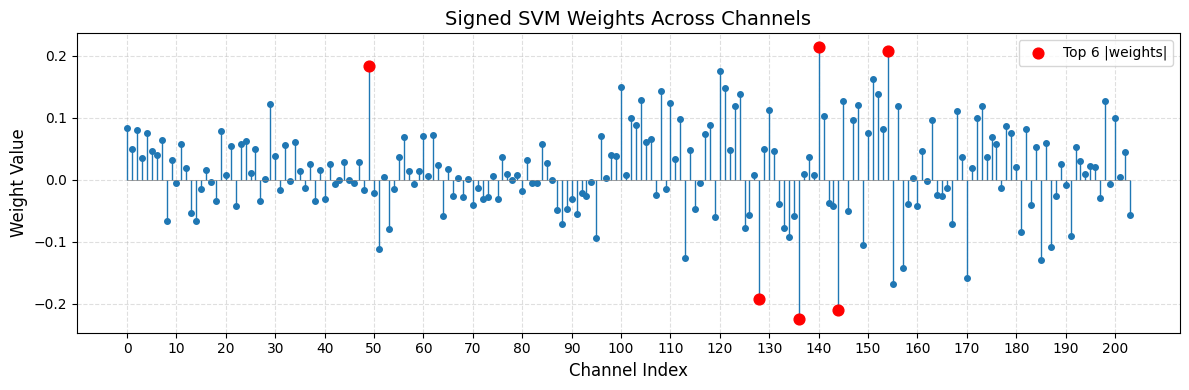 Signed SVM Weights Across Channels
Top 6 |weights|
Weight Value
0.2
0.1
0.0
−0.1
−0.2
0 10 20 30 40 50 60 70 80 90 100 110 120 130 140 150 160 170 180 190 200
Channel Index